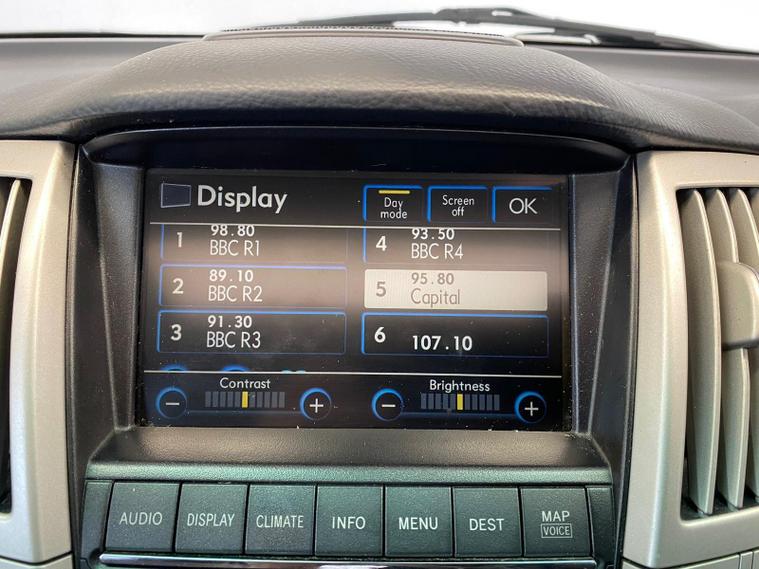 Display
Day
mode
Screen
off
OK
1
98.80
BBC R1
4
93.50
BBC R4
2
89.10
BBC R2
5
95.80
Capital
3
91.30
BBC R3
6
107.10
Contrast
Brightness
−
+
−
+
AUDIO
DISPLAY
CLIMATE
INFO
MENU
DEST
MAP
VOICE